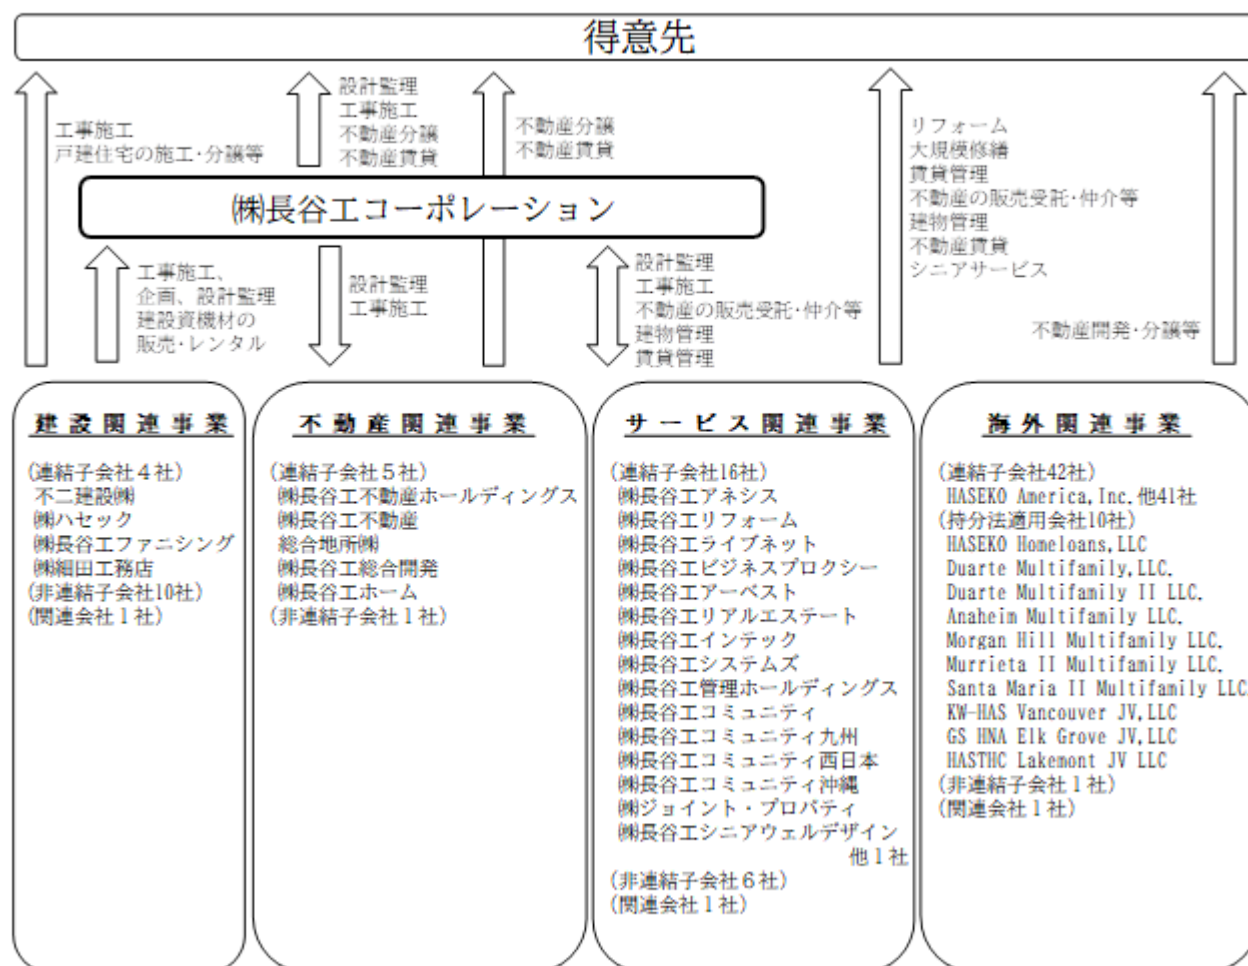 得意先
工事施工
戸建住宅の施工・分譲等
設計監理
工事施工
不動産分譲
不動産賃貸
不動産分譲
不動産賃貸
リフォーム
大規模修繕
賃貸管理
不動産の販売受託・仲介等
建物管理
不動産賃貸
シニアサービス
㈱長谷工コーポレーション
工事施工、
企画、設計監理
建設資機材の
販売・レンタル
設計監理
工事施工
設計監理
工事施工
不動産の販売受託・仲介等
建物管理
賃貸管理
不動産開発・分譲等
建設関連事業
(連結子会社４社)
不二建設㈱
㈱ハセック
㈱長谷工ファニシング
㈱細田工務店
(非連結子会社10社)
(関連会社１社)
不動産関連事業
(連結子会社５社)
㈱長谷工不動産ホールディングス
㈱長谷工不動産
総合地所㈱
㈱長谷工総合開発
㈱長谷工ホーム
(非連結子会社１社)
サービス関連事業
(連結子会社16社)
㈱長谷工アネシス
㈱長谷工リフォーム
㈱長谷工ライブネット
㈱長谷工ビジネスプロクシー
㈱長谷工アーベスト
㈱長谷工リアルエステート
㈱長谷工インテック
㈱長谷工システムズ
㈱長谷工管理ホールディングス
㈱長谷工コミュニティ
㈱長谷工コミュニティ九州
㈱長谷工コミュニティ西日本
㈱長谷工コミュニティ沖縄
㈱ジョイント・プロパティ
㈱長谷工シニアウェルデザイン
他１社
(非連結子会社６社)
(関連会社１社)
海外関連事業
(連結子会社42社)
HASEKO America,Inc.他41社
(持分法適用会社10社)
HASEKO Homeloans,LLC
Duarte Multifamily,LLC.
Duarte Multifamily II LLC.
Anaheim Multifamily LLC.
Morgan Hill Multifamily LLC.
Murrieta II Multifamily LLC.
Santa Maria II Multifamily LLC.
KW-HAS Vancouver JV,LLC
GS HNA Elk Grove JV,LLC
HASTHC Lakemont JV LLC
(非連結子会社１社)
(関連会社１社)